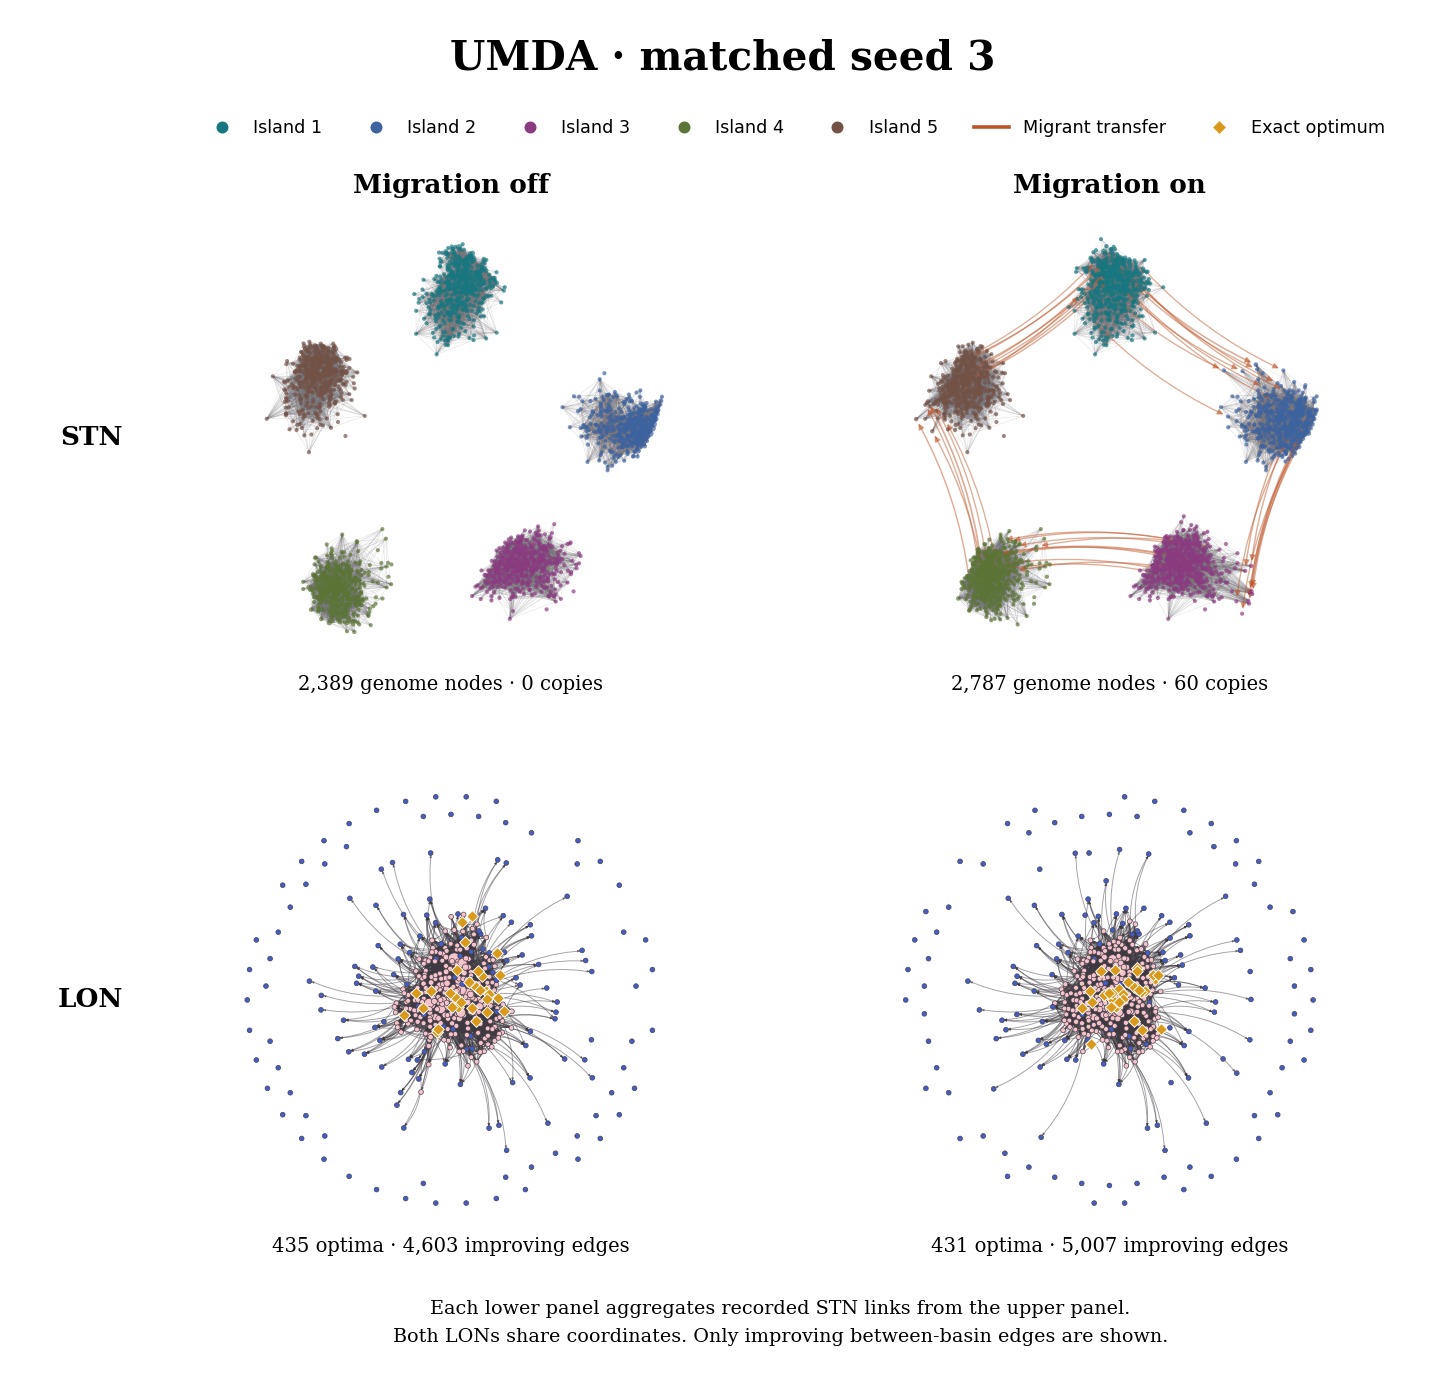 UMDA · matched seed 3
Island 1
Island 2
Island 3
Island 4
Island 5
Migrant transfer
Exact optimum
Migration off
Migration on
STN
2,389 genome nodes · 0 copies
2,787 genome nodes · 60 copies
LON
435 optima · 4,603 improving edges
431 optima · 5,007 improving edges
Each lower panel aggregates recorded STN links from the upper panel.
Both LONs share coordinates. Only improving between-basin edges are shown.